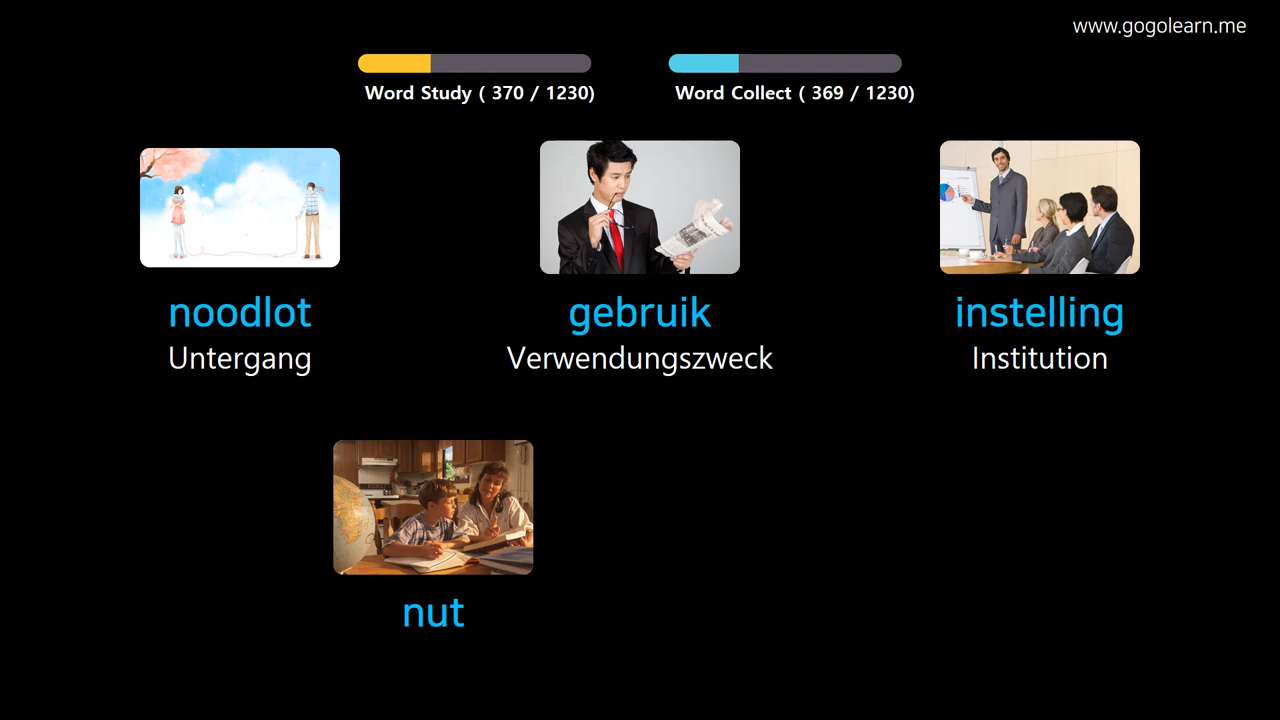 www.gogolearn.me
Word Study ( 370 / 1230)
Word Collect ( 369 / 1230)
noodlot
gebruik
instelling
Untergang
Verwendungszweck
Institution
nut